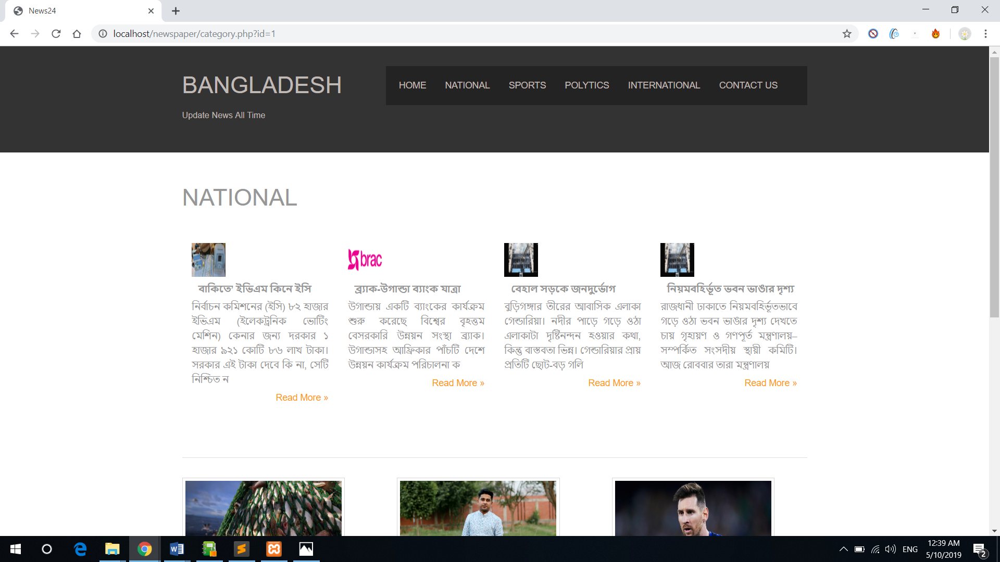 News24
localhost/newspaper/category.php?id=1
BANGLADESH
HOME NATIONAL SPORTS POLYTICS INTERNATIONAL CONTACT US
Update News All Time
NATIONAL
brac
বাকিতে’ ইভিএম কিনে ইসি
নির্বাচন কমিশনের (ইসি) ৮২ হাজার
ইভিএম (ইলেকট্রনিক ভোটিং
মেশিন) কেনার জন্য দরকার ১
হাজার ৯২১ কোটি ৮৬ লাখ টাকা।
সরকার এই টাকা দেবে কি না, সেটি
নিশ্চিত ন
Read More »
ব্র্যাক-উগান্ডা ব্যাংক যাত্রা
উগান্ডায় একটি ব্যাংকের কার্যক্রম
শুরু করেছে বিশ্বের বৃহত্তম
বেসরকারি উন্নয়ন সংস্থা ব্র্যাক।
উগান্ডাসহ আফ্রিকার পাঁচটি দেশে
উন্নয়ন কার্যক্রম পরিচালনা ক
Read More »
বেহাল সড়কে জনদুর্ভোগ
বুড়িগঙ্গার তীরের আবাসিক এলাকা
গেন্ডারিয়া। নদীর পাড়ে গড়ে ওঠা
এলাকাটা দৃষ্টিনন্দন হওয়ার কথা,
কিন্তু বাস্তবতা ভিন্ন। গেন্ডারিয়ার প্রায়
প্রতিটি ছোট-বড় গলি
Read More »
নিয়মবহির্ভূত ভবন ভাঙার দৃশ্য
রাজধানী ঢাকাতে নিয়মবহির্ভূতভাবে
গড়ে ওঠা ভবন ভাঙার দৃশ্য দেখতে
চায় গৃহায়ণ ও গণপূর্ত মন্ত্রণালয়–
সম্পর্কিত সংসদীয় স্থায়ী কমিটি।
আজ রোববার তারা মন্ত্রণালয়
Read More »
ENG
12:39 AM
5/10/2019
2